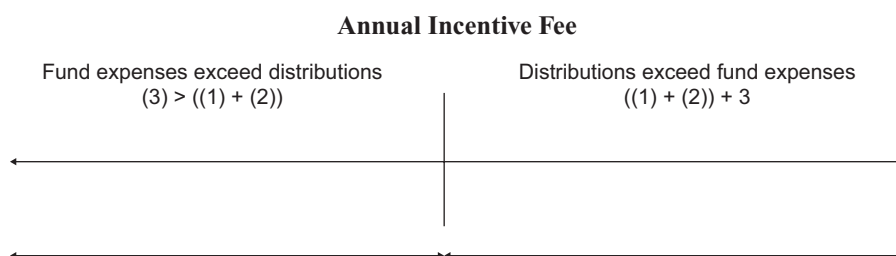 Annual Incentive Fee
Fund expenses exceed distributions
(3) > ((1) + (2))
Distributions exceed fund expenses
((1) + (2)) + 3